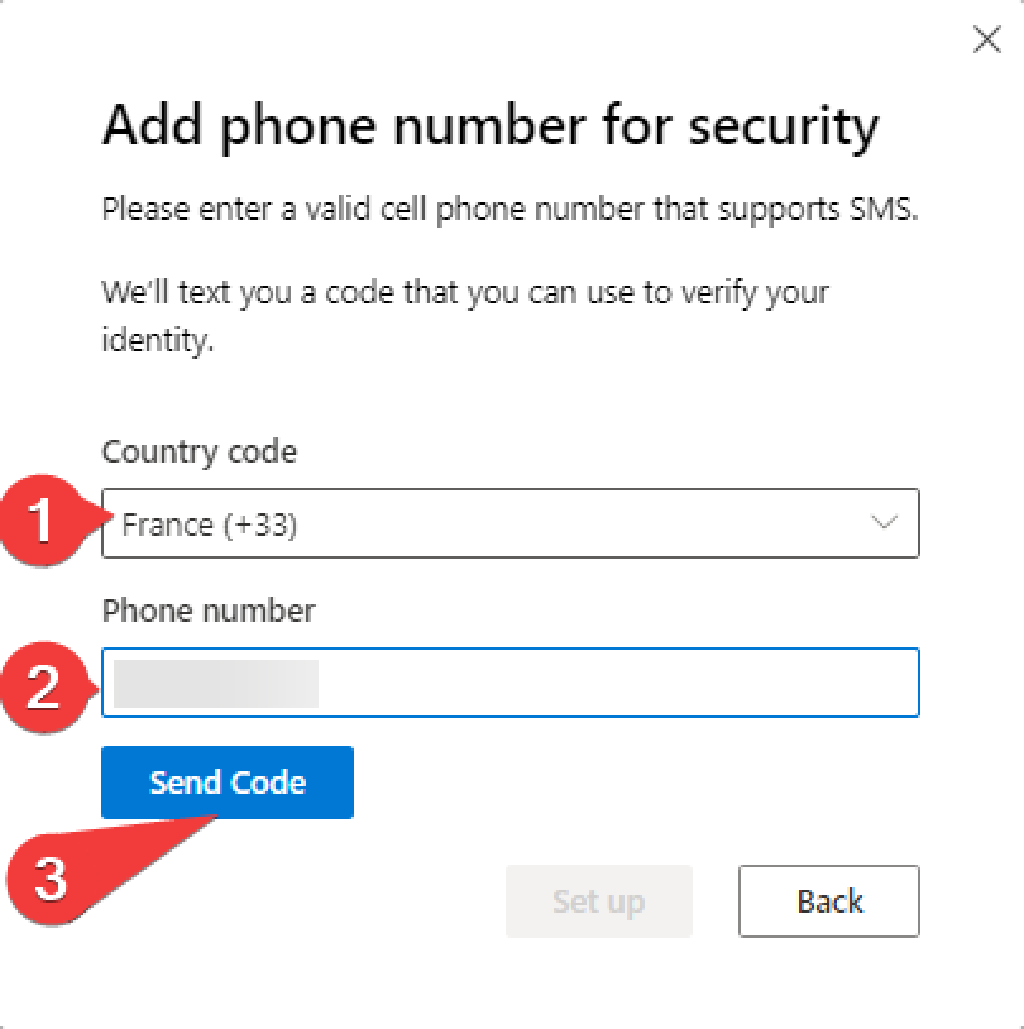 Add phone number for security
Please enter a valid cell phone number that supports SMS.
We'll text you a code that you can use to verify your
identity.
Country code
1
France (+33)
Phone number
2
Send Code
3
Set up
Back